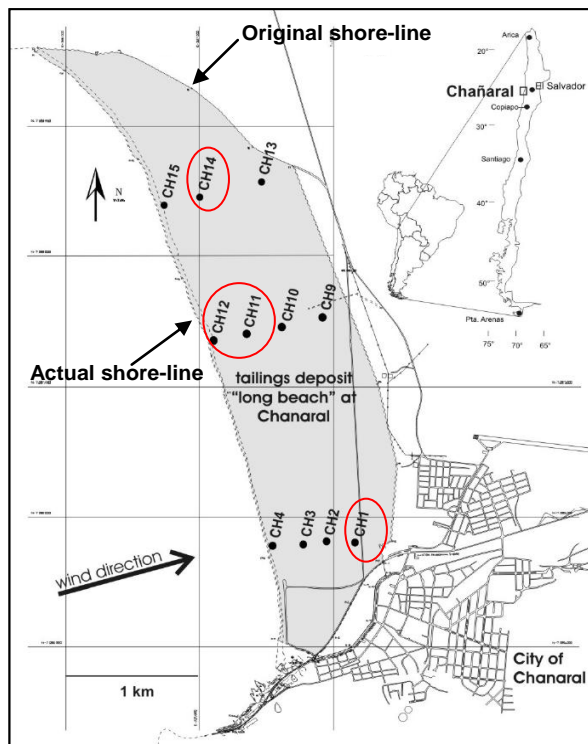 Original shore-line
Arica
20°
El Salvador
Chañaral
Copiapo
30°
Santiago
40°
50°
Pta. Arenas
75° 70° 65°
N
CH15
CH14
CH13
CH12
CH11
CH10
CH9
Actual shore-line
tailings deposit
"long beach" at
Chanaral
CH4
CH3
CH2
CH1
wind direction
1 km
City of
Chanaral